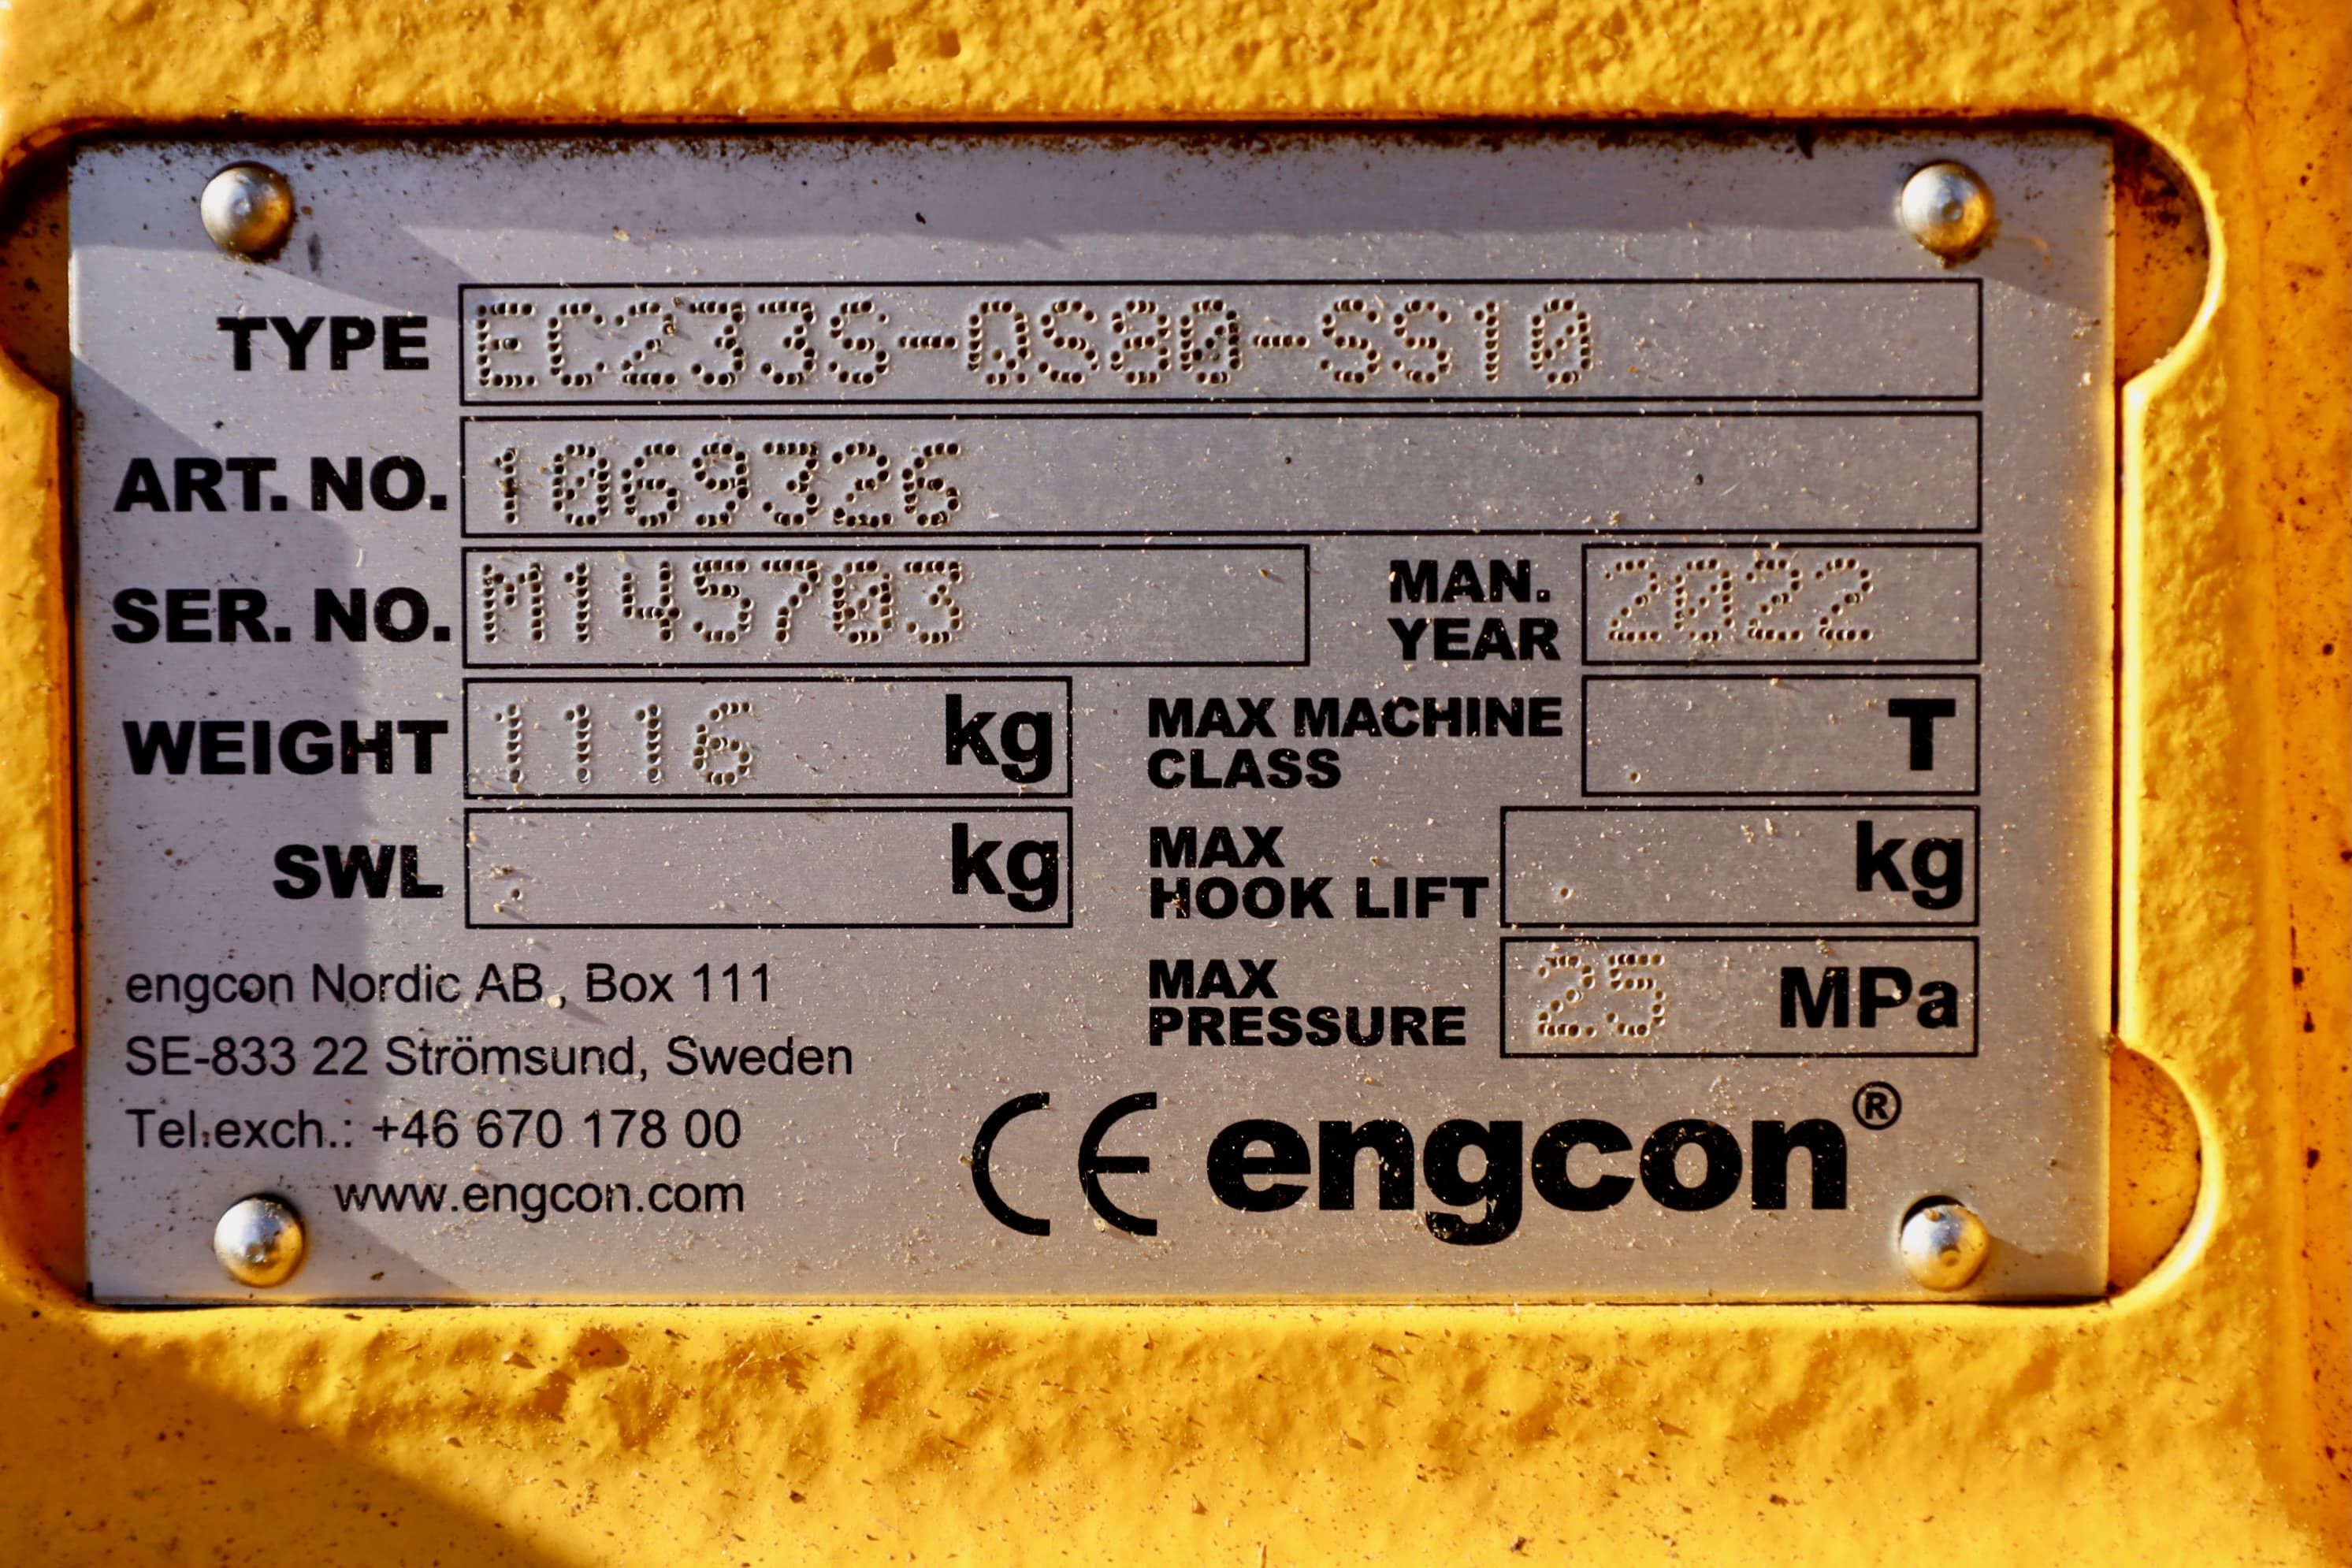 TYPE EC233S-QS80-SS10
ART. NO. 1069326
SER. NO. M145703 MAN. YEAR 2022
WEIGHT 1116 kg MAX MACHINE CLASS . T
SWL . kg MAX HOOK LIFT . kg
MAX PRESSURE 25 MPa
engcon Nordic AB, Box 111
SE-833 22 Strömsund, Sweden
Tel.exch.: +46 670 178 00
www.engcon.com
CE engcon®